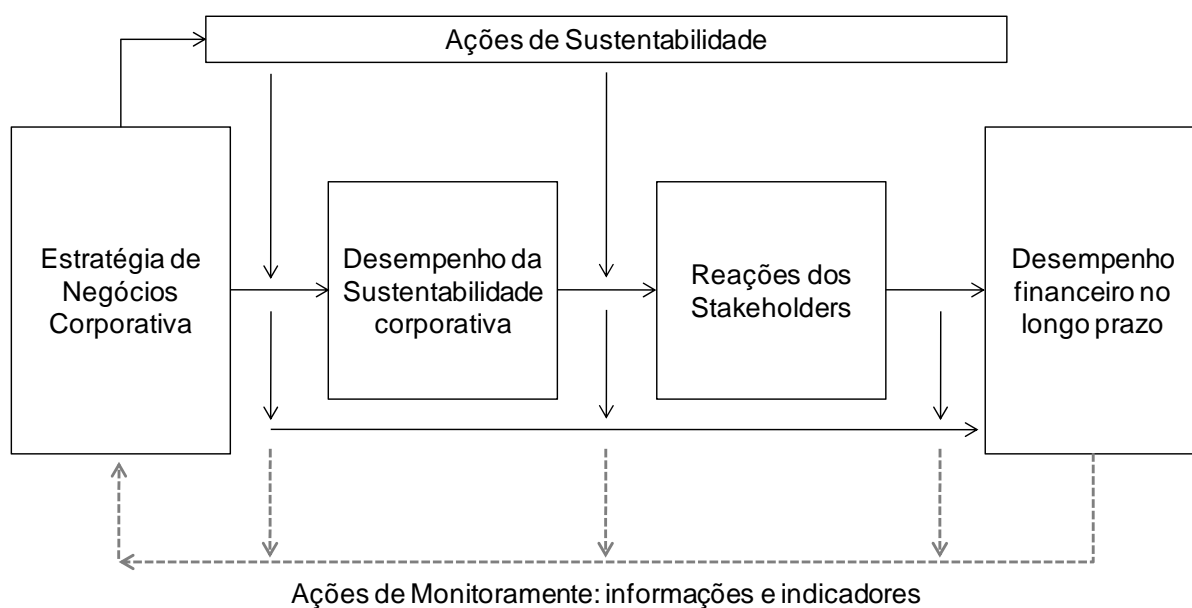 Ações de Sustentabilidade
Estratégia de
Negócios
Corporativa
Desempenho da
Sustentabilidade
corporativa
Reações dos
Stakeholders
Desempenho
financeiro no
longo prazo
Ações de Monitoramente: informações e indicadores